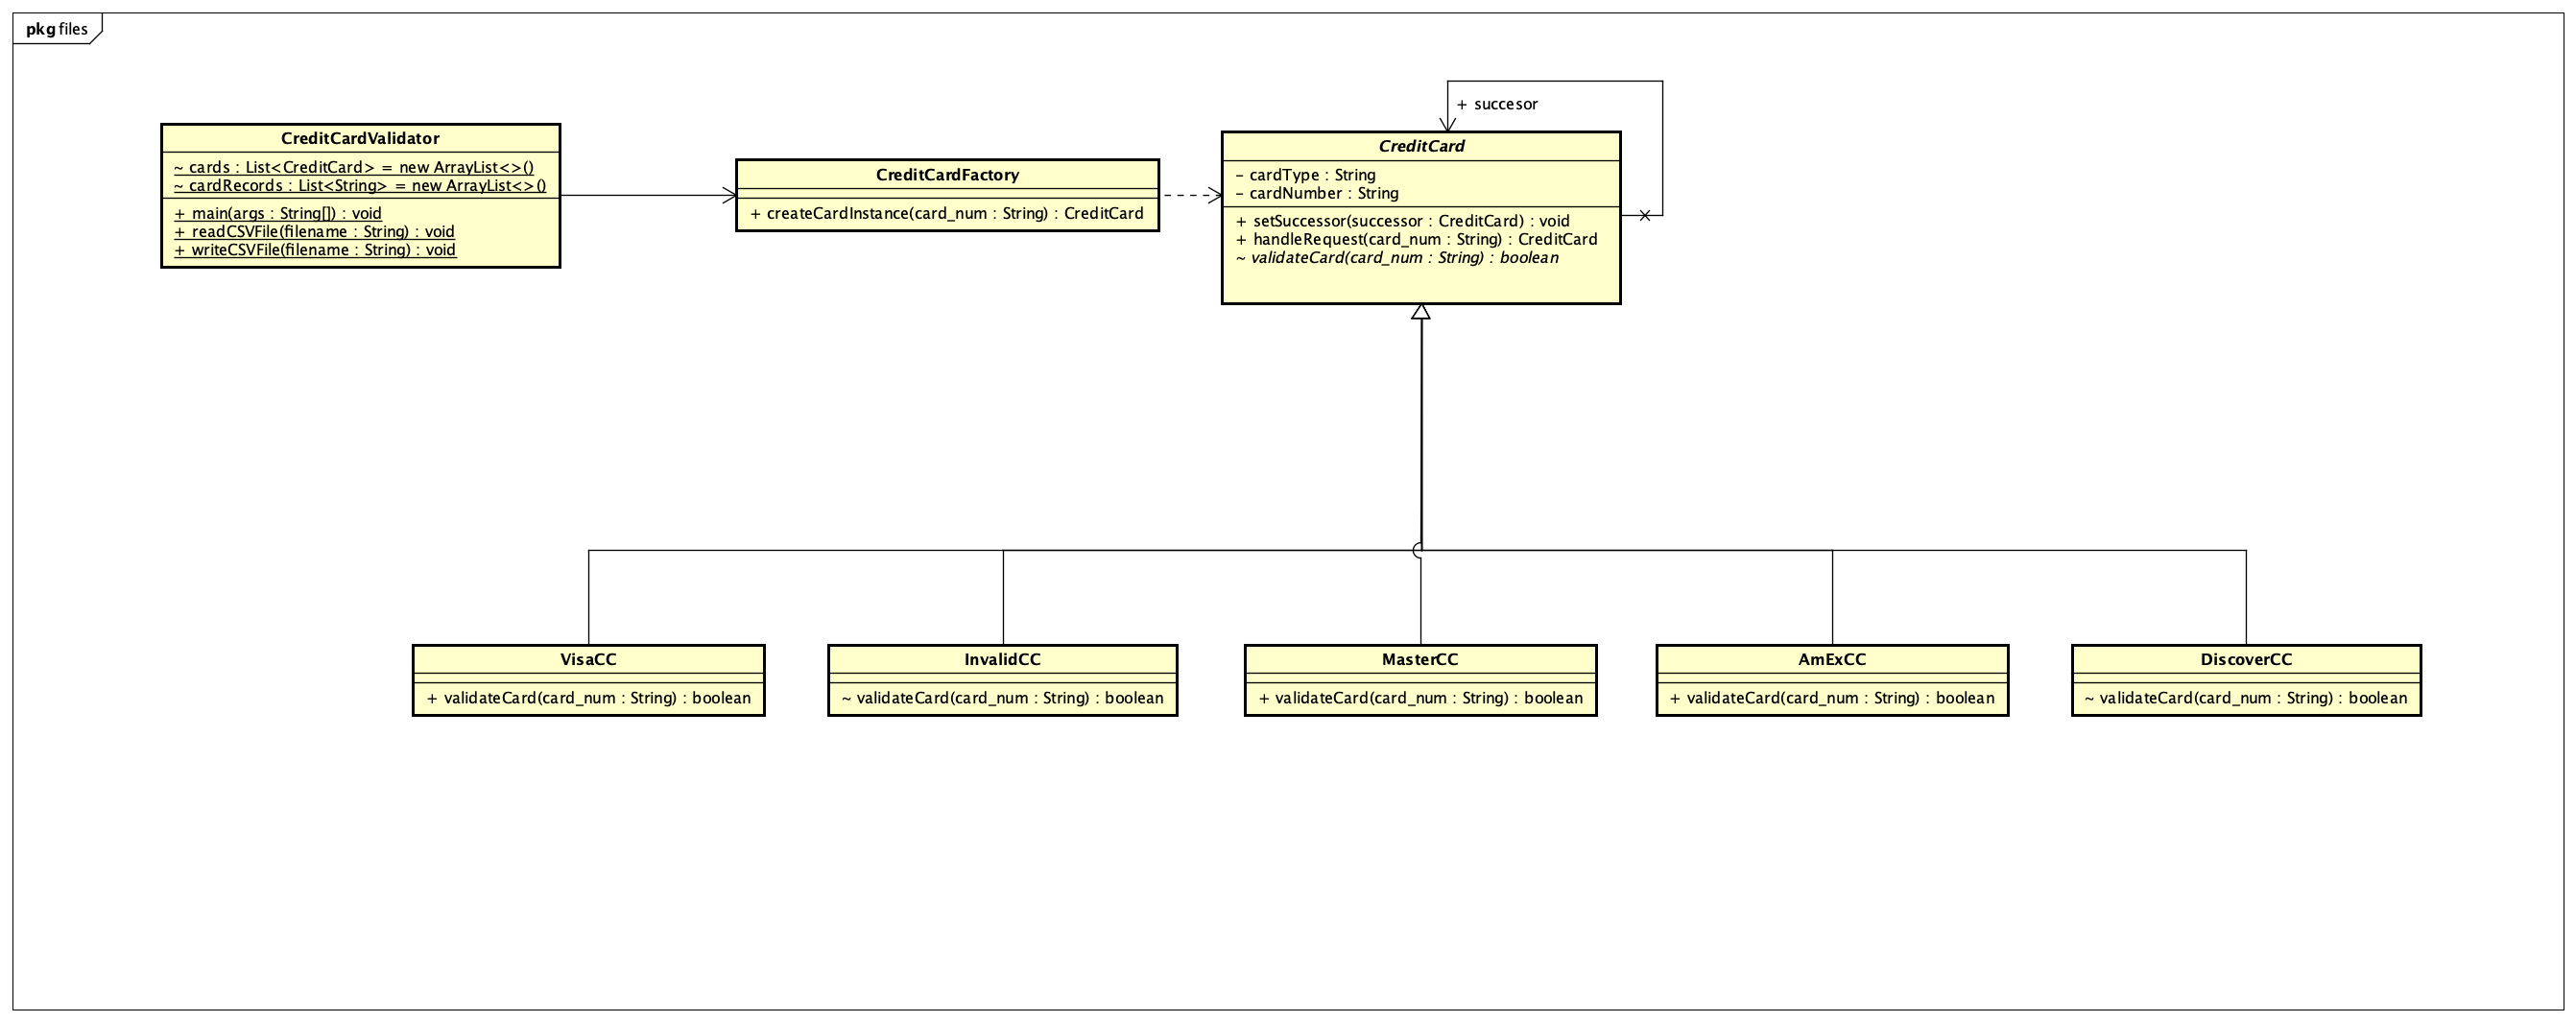 pkg files
CreditCardValidator
~ cards : List<CreditCard> = new ArrayList<>()
~ cardRecords : List<String> = new ArrayList<>()
+ main(args : String[]) : void
+ readCSVFile(filename : String) : void
+ writeCSVFile(filename : String) : void
CreditCardFactory
+ createCardInstance(card_num : String) : CreditCard
+ succesor
CreditCard
- cardType : String
- cardNumber : String
+ setSuccessor(successor : CreditCard) : void
+ handleRequest(card_num : String) : CreditCard
~ validateCard(card_num : String) : boolean
VisaCC
+ validateCard(card_num : String) : boolean
InvalidCC
~ validateCard(card_num : String) : boolean
MasterCC
+ validateCard(card_num : String) : boolean
AmExCC
+ validateCard(card_num : String) : boolean
DiscoverCC
~ validateCard(card_num : String) : boolean